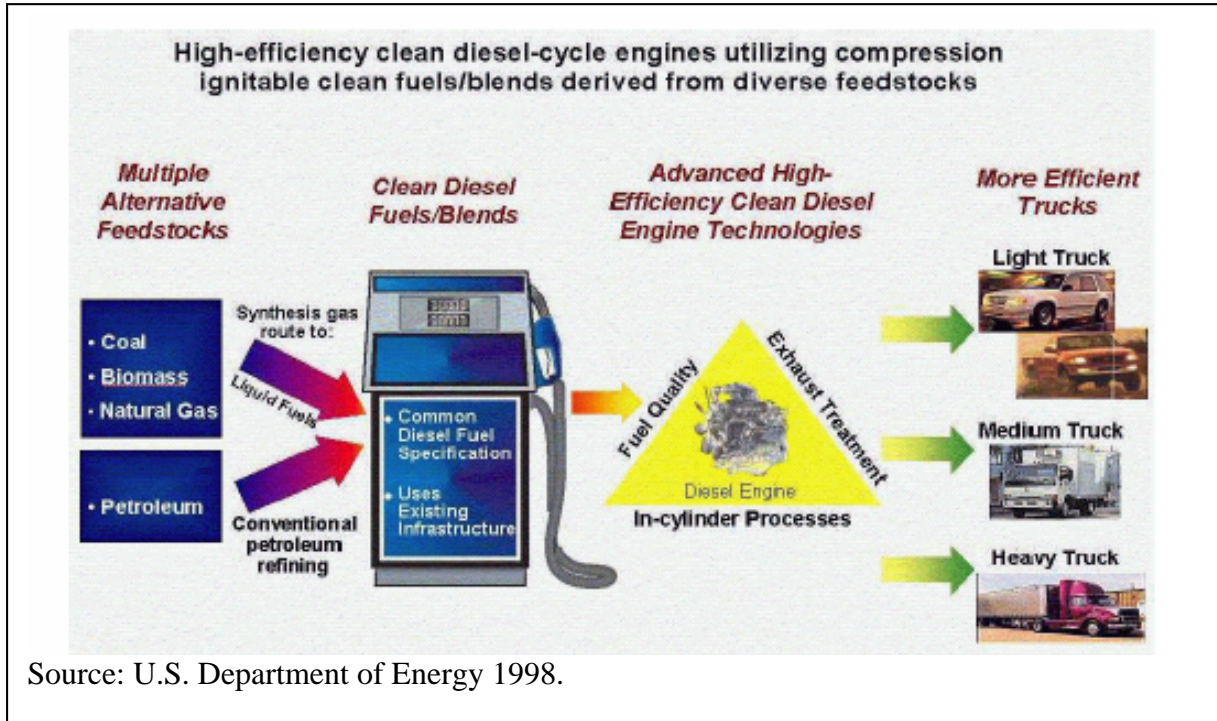 High-efficiency clean diesel-cycle engines utilizing compression
ignitable clean fuels/blends derived from diverse feedstocks
Multiple
Alternative
Feedstocks
Clean Diesel
Fuels/Blends
Advanced High-
Efficiency Clean Diesel
Engine Technologies
More Efficient
Trucks
• Coal
• Biomass
• Natural Gas
• Petroleum
Synthesis gas
route to:
Liquid Fuels
Conventional
petroleum
refining
• Common
Diesel Fuel
Specification
• Uses
Existing
Infrastructure
Fuel Quality
Exhaust Treatment
Diesel Engine
In-cylinder Processes
Light Truck
Medium Truck
Heavy Truck
Source: U.S. Department of Energy 1998.